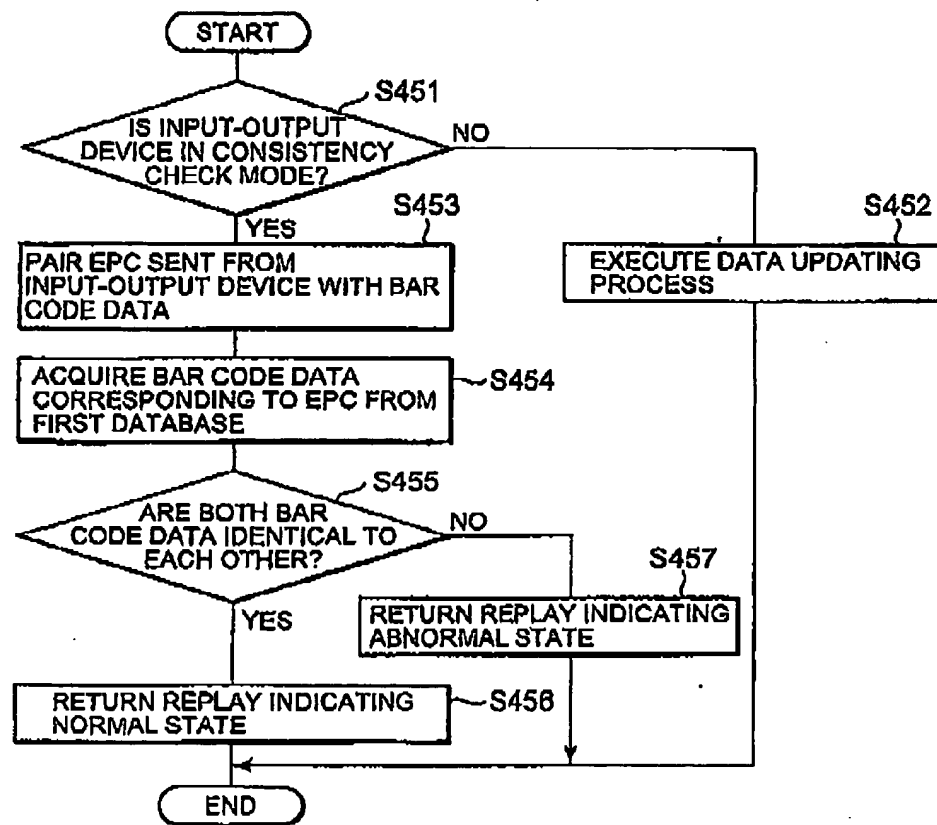 START
S451
IS INPUT-OUTPUT
DEVICE IN CONSISTENCY
CHECK MODE?
NO
YES
S453
PAIR EPC SENT FROM
INPUT-OUTPUT DEVICE WITH BAR
CODE DATA
S452
EXECUTE DATA UPDATING
PROCESS
ACQUIRE BAR CODE DATA
CORRESPONDING TO EPC FROM
FIRST DATABASE
S454
S455
ARE BOTH BAR
CODE DATA IDENTICAL TO
EACH OTHER?
NO
YES
S457
RETURN REPLAY INDICATING
ABNORMAL STATE
RETURN REPLAY INDICATING
NORMAL STATE
S456
END